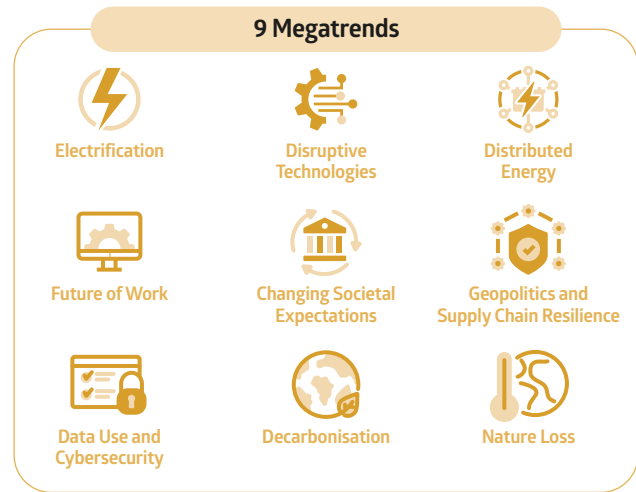 9 Megatrends
Electrification
Disruptive
Technologies
Distributed
Energy
Future of Work
Changing Societal
Expectations
Geopolitics and
Supply Chain Resilience
Data Use and
Cybersecurity
Decarbonisation
Nature Loss